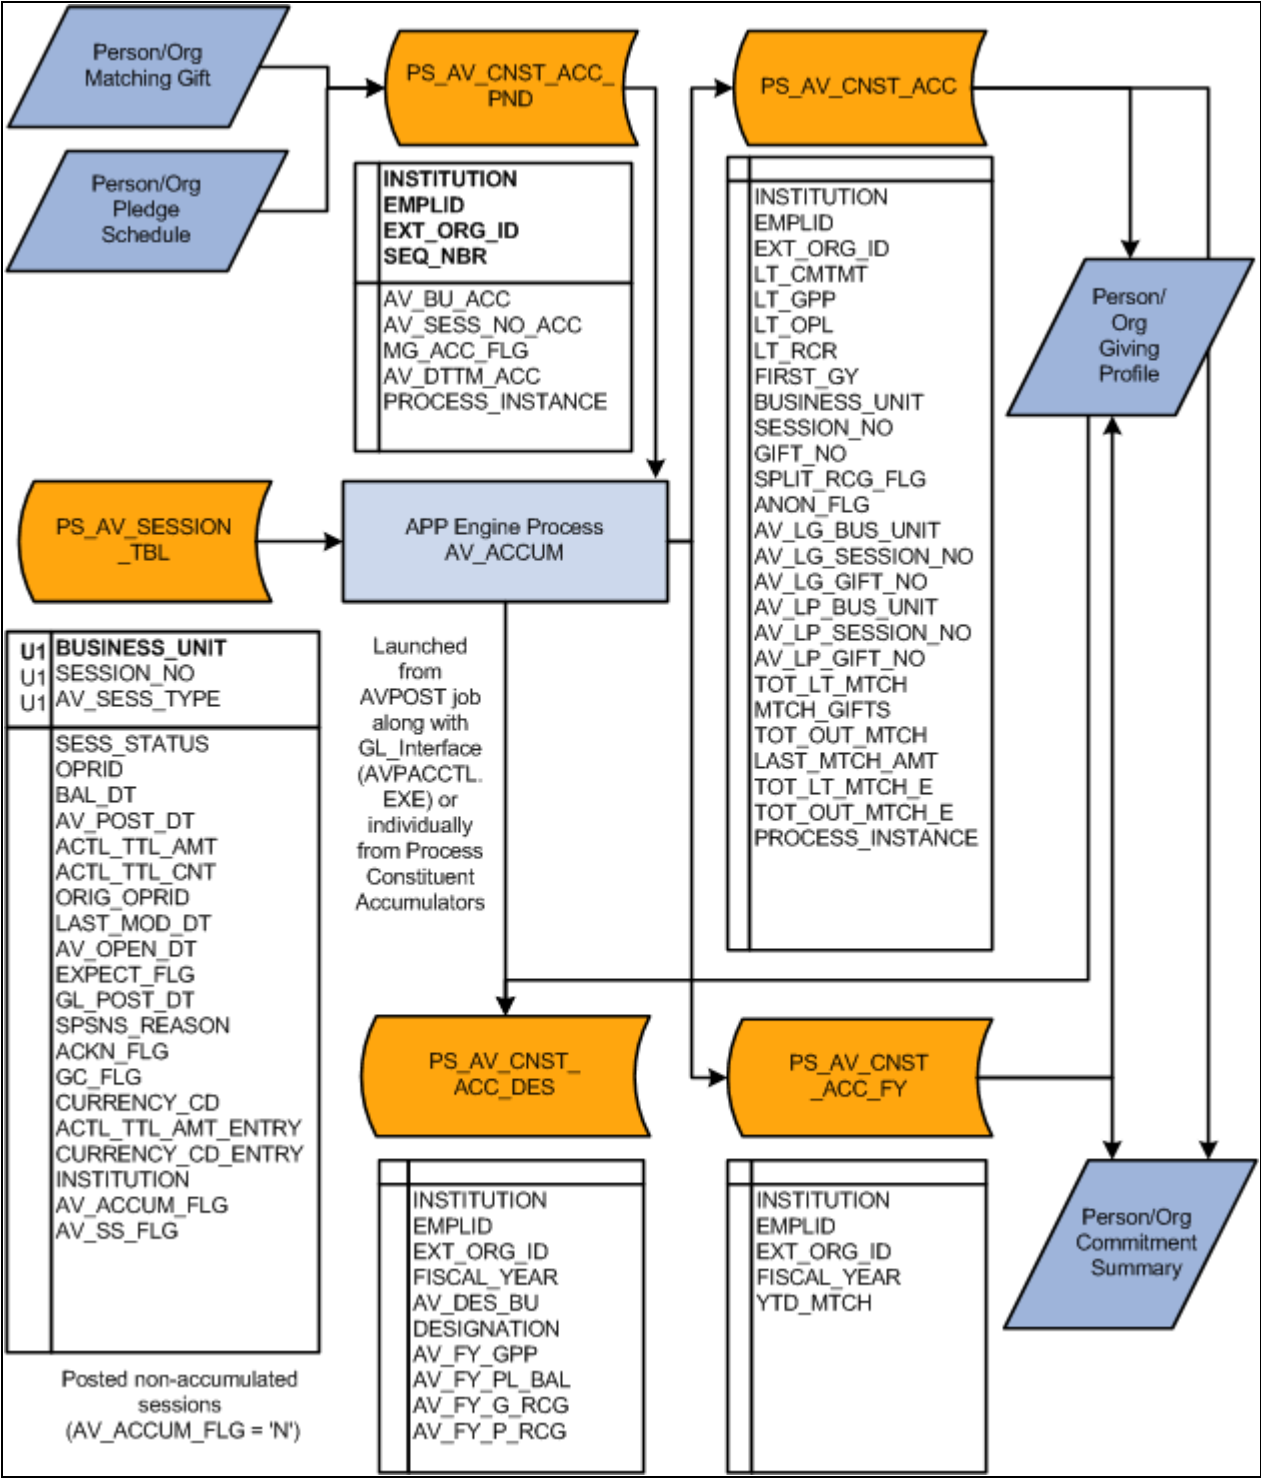 Person/Org
Matching Gift
PS_AV_CNST_ACC_
PND
PS_AV_CNST_ACC
Person/Org
Pledge
Schedule
INSTITUTION
EMPLID
EXT_ORG_ID
SEQ_NBR
AV_BU_ACC
AV_SESS_NO_ACC
MG_ACC_FLG
AV_DTTM_ACC
PROCESS_INSTANCE
INSTITUTION
EMPLID
EXT_ORG_ID
LT_CMTMT
LT_GPP
LT_OPL
LT_RCR
FIRST_GY
BUSINESS_UNIT
SESSION_NO
GIFT_NO
SPLIT_RCG_FLG
ANON_FLG
AV_LG_BUS_UNIT
AV_LG_SESSION_NO
AV_LG_GIFT_NO
AV_LP_BUS_UNIT
AV_LP_SESSION_NO
AV_LP_GIFT_NO
TOT_LT_MTCH
MTCH_GIFTS
TOT_OUT_MTCH
LAST_MTCH_AMT
TOT_LT_MTCH_E
TOT_OUT_MTCH_E
PROCESS_INSTANCE
Person/
Org
Giving
Profile
PS_AV_SESSION
_TBL
APP Engine Process
AV_ACCUM
U1 BUSINESS_UNIT
U1 SESSION_NO
U1 AV_SESS_TYPE
SESS_STATUS
OPRID
BAL_DT
AV_POST_DT
ACTL_TTL_AMT
ACTL_TTL_CNT
ORIG_OPRID
LAST_MOD_DT
AV_OPEN_DT
EXPECT_FLG
GL_POST_DT
SPSNS_REASON
ACKN_FLG
GC_FLG
CURRENCY_CD
ACTL_TTL_AMT_ENTRY
CURRENCY_CD_ENTRY
INSTITUTION
AV_ACCUM_FLG
AV_SS_FLG
Posted non-accumulated
sessions
(AV_ACCUM_FLG = 'N')
Launched
from
AVPOST job
along with
GL_Interface
(AVPACCTL.
EXE) or
individually
from Process
Constituent
Accumulators
PS_AV_CNST_
ACC_DES
PS_AV_CNST
_ACC_FY
INSTITUTION
EMPLID
EXT_ORG_ID
FISCAL_YEAR
AV_DES_BU
DESIGNATION
AV_FY_GPP
AV_FY_PL_BAL
AV_FY_G_RCG
AV_FY_P_RCG
INSTITUTION
EMPLID
EXT_ORG_ID
FISCAL_YEAR
YTD_MTCH
Person/Org
Commitment
Summary